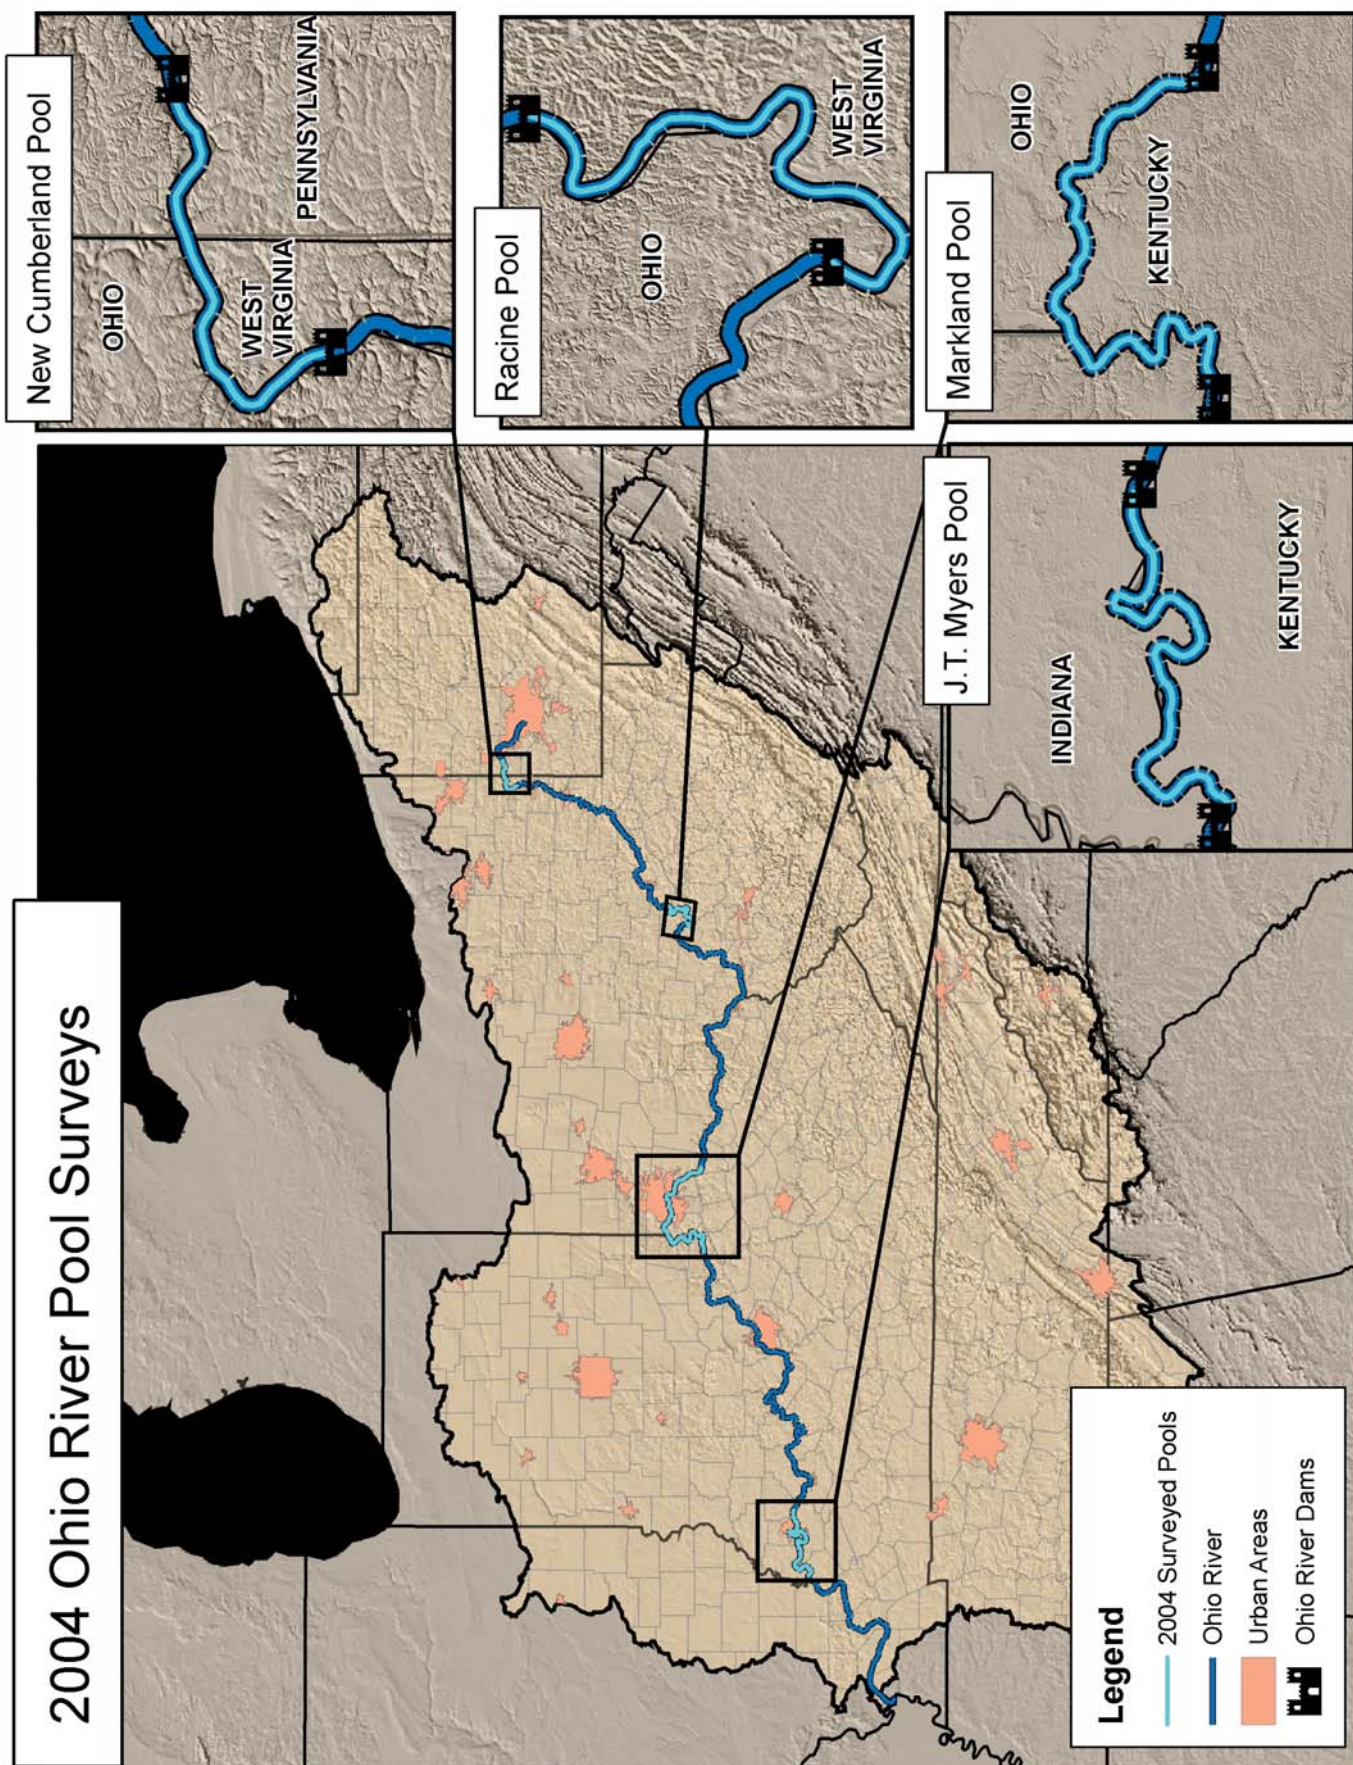 2004 Ohio River Pool Surveys
New Cumberland Pool
OHIO
WEST
VIRGINIA
PENNSYLVANIA
Racine Pool
OHIO
WEST
VIRGINIA
Markland Pool
OHIO
KENTUCKY
J.T. Myers Pool
INDIANA
KENTUCKY
Legend
2004 Surveyed Pools
Ohio River
Urban Areas
Ohio River Dams